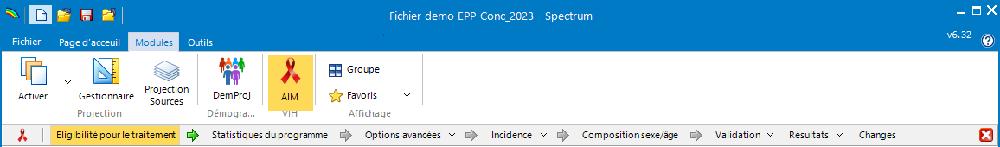 Fichier demo EPP-Conc_2023 - Spectrum
v6.32
Fichier Page d'acceuil Modules Outils
Activer
Gestionnaire
Projection
Sources
DemProj
AIM
Groupe
Favoris
Projection Démogra... VIH Affichage
Eligibilité pour le traitement Statistiques du programme Options avancées Incidence Composition sexe/âge Validation Résultats Changes